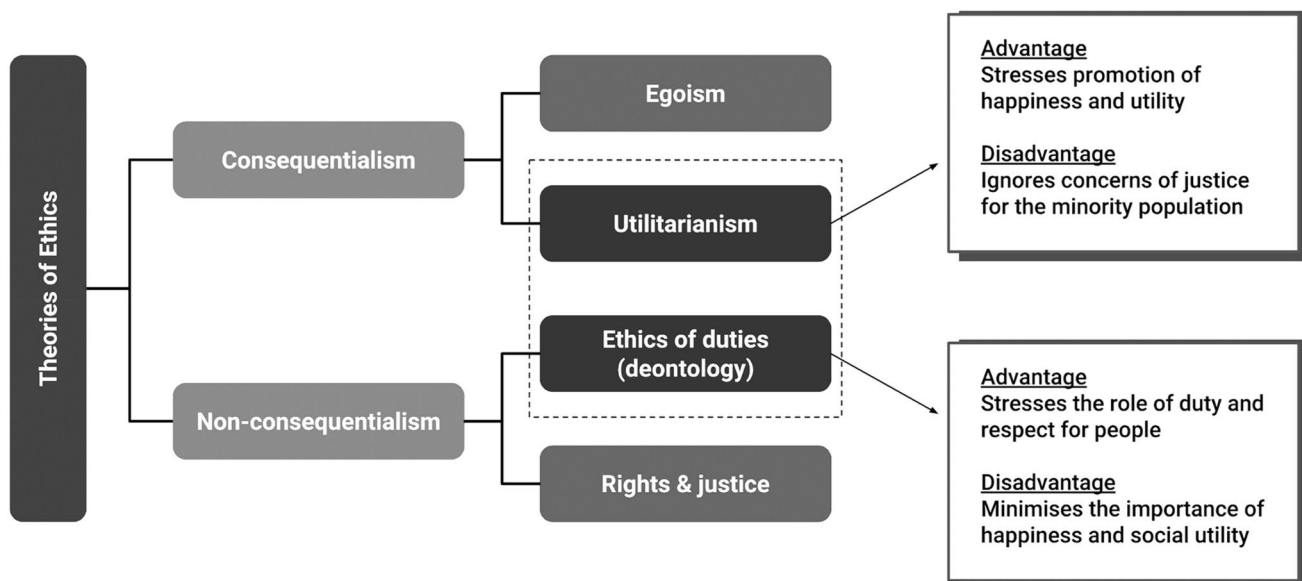 Theories of Ethics
Consequentialism
Non-consequentialism
Egoism
Utilitarianism
Ethics of duties
(deontology)
Rights & justice
Advantage
Stresses promotion of
happiness and utility
Disadvantage
Ignores concerns of justice
for the minority population
Advantage
Stresses the role of duty and
respect for people
Disadvantage
Minimises the importance of
happiness and social utility